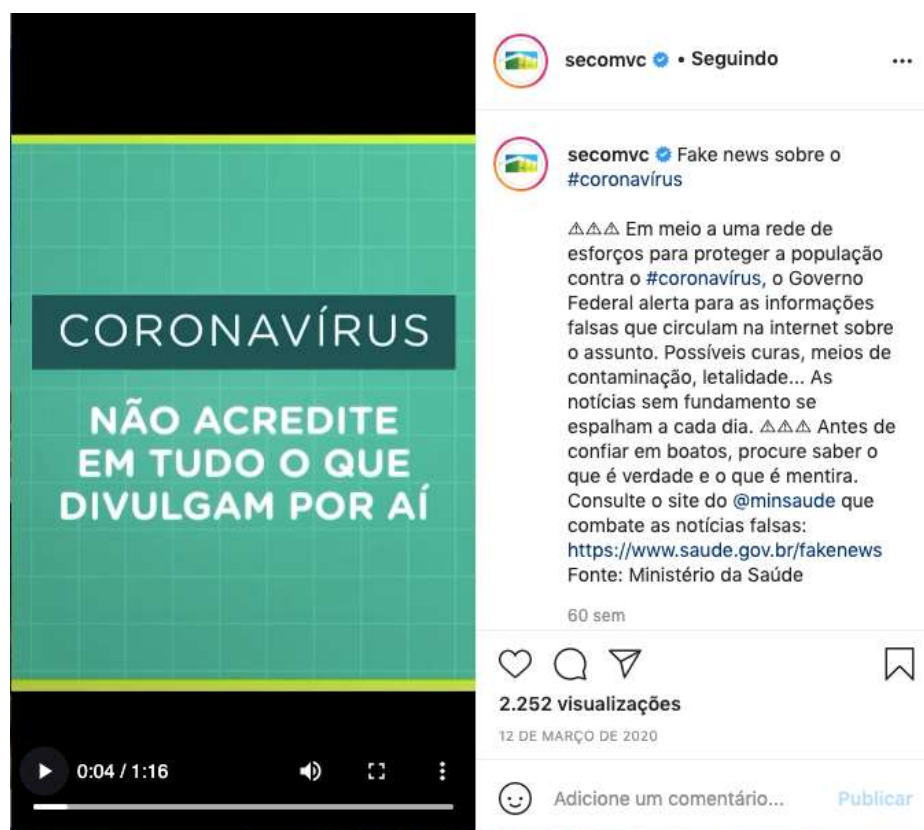 CORONAVÍRUS
NÃO ACREDITE
EM TUDO O QUE
DIVULGAM POR AÍ
0:04 / 1:16
secomvc • Seguindo
secomvc Fake news sobre o
#coronavírus
⚠⚠⚠ Em meio a uma rede de
esforços para proteger a população
contra o #coronavírus, o Governo
Federal alerta para as informações
falsas que circulam na internet sobre
o assunto. Possíveis curas, meios de
contaminação, letalidade... As
notícias sem fundamento se
espalham a cada dia. ⚠⚠⚠ Antes de
confiar em boatos, procure saber o
que é verdade e o que é mentira.
Consulte o site do @minsaude que
combate as notícias falsas:
https://www.saude.gov.br/fakenews
Fonte: Ministério da Saúde
60 sem
2.252 visualizações
12 DE MARÇO DE 2020
Adicione um comentário...
Publicar